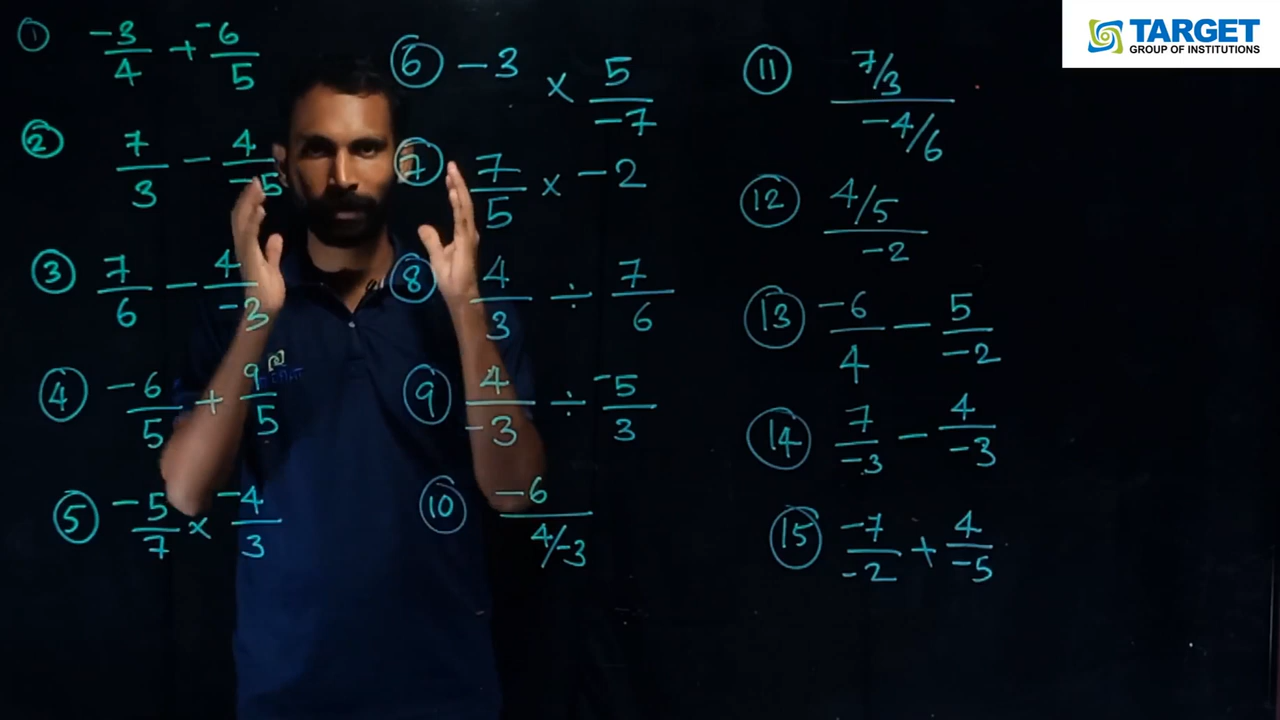 ① -3/4 + -6/5
② 7/3 - 4/-5
③ 7/6 - 4/-3
④ -6/5 + 9/5
⑤ -5/7 × -4/3
⑥ -3 × 5/-7
⑦ 7/5 × -2
⑧ 4/3 ÷ 7/6
⑨ 4/-3 ÷ -5/3
⑩ -6/(4/-3)
⑪ (7/3)/(-4/6)
⑫ (4/5)/-2
⑬ -6/4 - 5/-2
⑭ 7/-3 - 4/-3
⑮ -7/-2 + 4/-5
TARGET
GROUP OF INSTITUTIONS